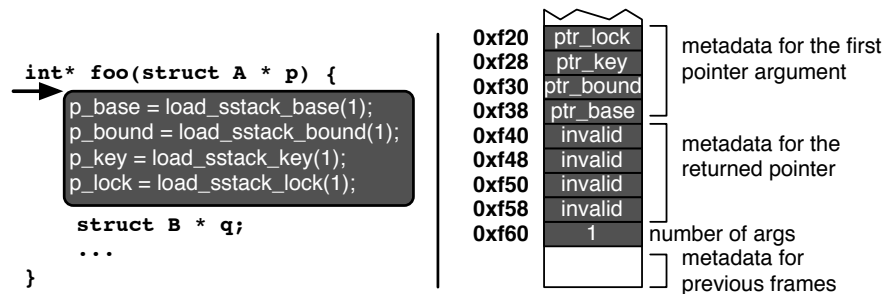 int* foo(struct A * p) {
p_base = load_sstack_base(1);
p_bound = load_sstack_bound(1);
p_key = load_sstack_key(1);
p_lock = load_sstack_lock(1);
struct B * q;
...
}
0xf20 ptr_lock
0xf28 ptr_key
0xf30 ptr_bound
0xf38 ptr_base
metadata for the first
pointer argument
0xf40 invalid
0xf48 invalid
0xf50 invalid
0xf58 invalid
metadata for the
returned pointer
0xf60 1 number of args
metadata for
previous frames